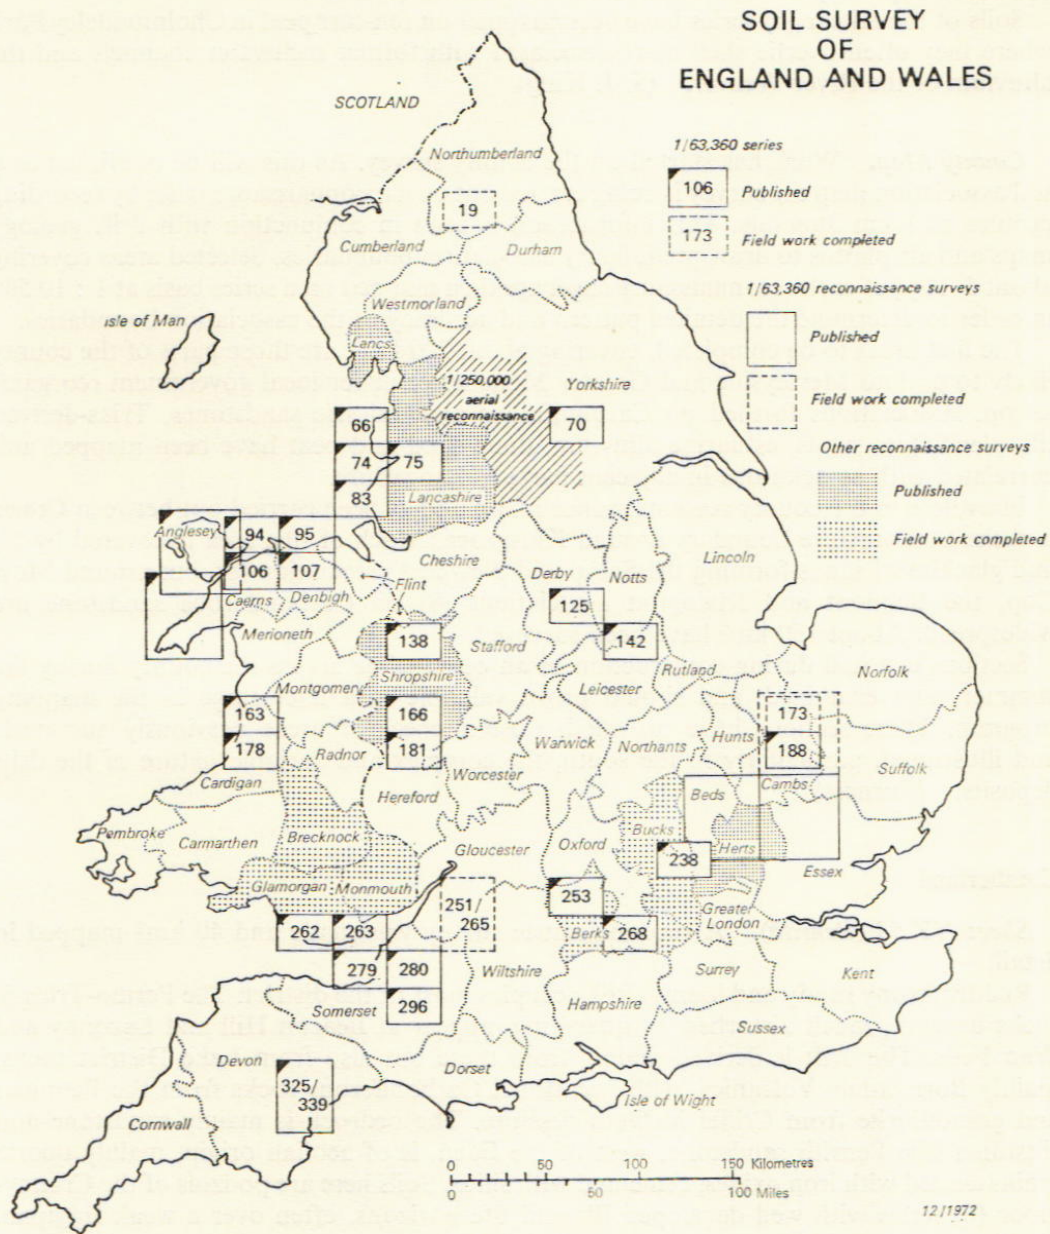 SOIL SURVEY
OF
ENGLAND AND WALES
SCOTLAND
1/63,360 series
106 Published
173 Field work completed
1/63,360 reconnaissance surveys
Published
Field work completed
Other reconnaissance surveys
Published
Field work completed
Northumberland
19
Cumberland
Durham
Westmorland
Isle of Man
Lancs
1/250,000
aerial
reconnaissance
Yorkshire
66
70
74
75
83
Lancashire
Anglesey
94
95
Cheshire
Lincoln
106
107
Flint
Derby
Notts
Caerns
Denbigh
125
Merioneth
138
Stafford
142
Rutland
Norfolk
Shropshire
Leicester
Montgomery
163
166
173
Warwick
Northants
Hunts
178
Radnor
181
188
Worcester
Suffolk
Cardigan
Hereford
Beds
Cambs
Pembroke
Carmarthen
Brecknock
Bucks
Gloucester
Oxford
Herts
238
Essex
Glamorgan
Monmouth
251/
265
253
Greater
London
262
263
Berks
268
279
280
Wiltshire
Surrey
Kent
Somerset
296
Hampshire
Sussex
Devon
325/
339
Dorset
Isle of Wight
Cornwall
0 50 100 150 Kilometres
0 50 100 Miles
12/1972